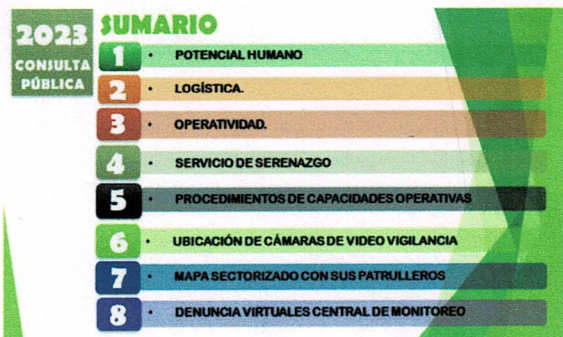 2023
CONSULTA
PÚBLICA
SUMARIO
1 • POTENCIAL HUMANO
2 • LOGÍSTICA.
3 • OPERATIVIDAD.
4 • SERVICIO DE SERENAZGO
5 • PROCEDIMIENTOS DE CAPACIDADES OPERATIVAS
6 • UBICACIÓN DE CÁMARAS DE VIDEO VIGILANCIA
7 • MAPA SECTORIZADO CON SUS PATRULLEROS
8 • DENUNCIA VIRTUALES CENTRAL DE MONITOREO